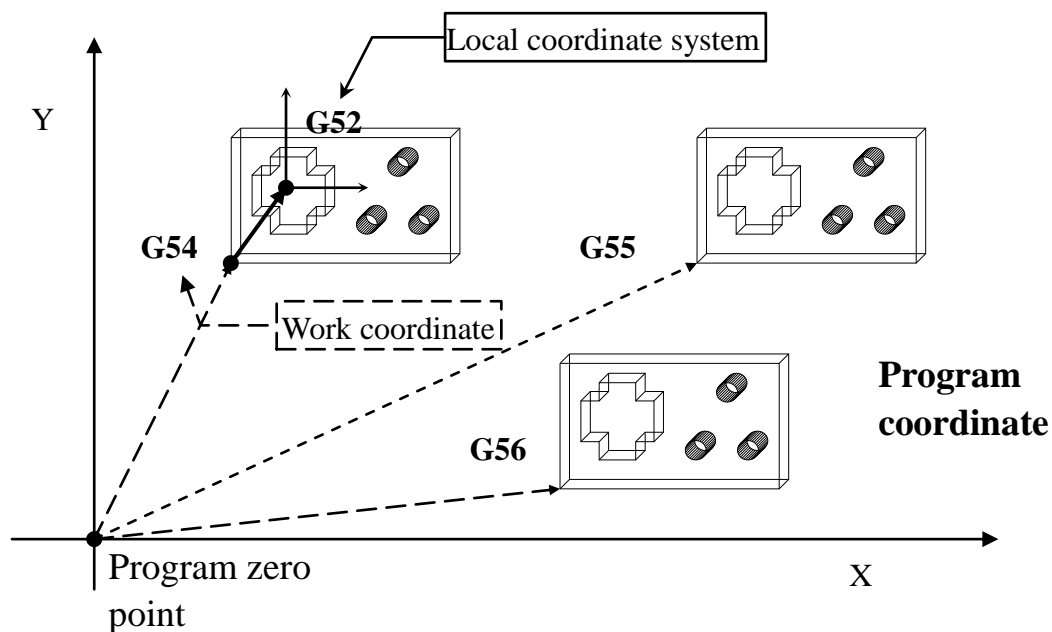 Local coordinate system
Y
G52
G54
G55
Work coordinate
Program
coordinate
G56
Program zero
point
X